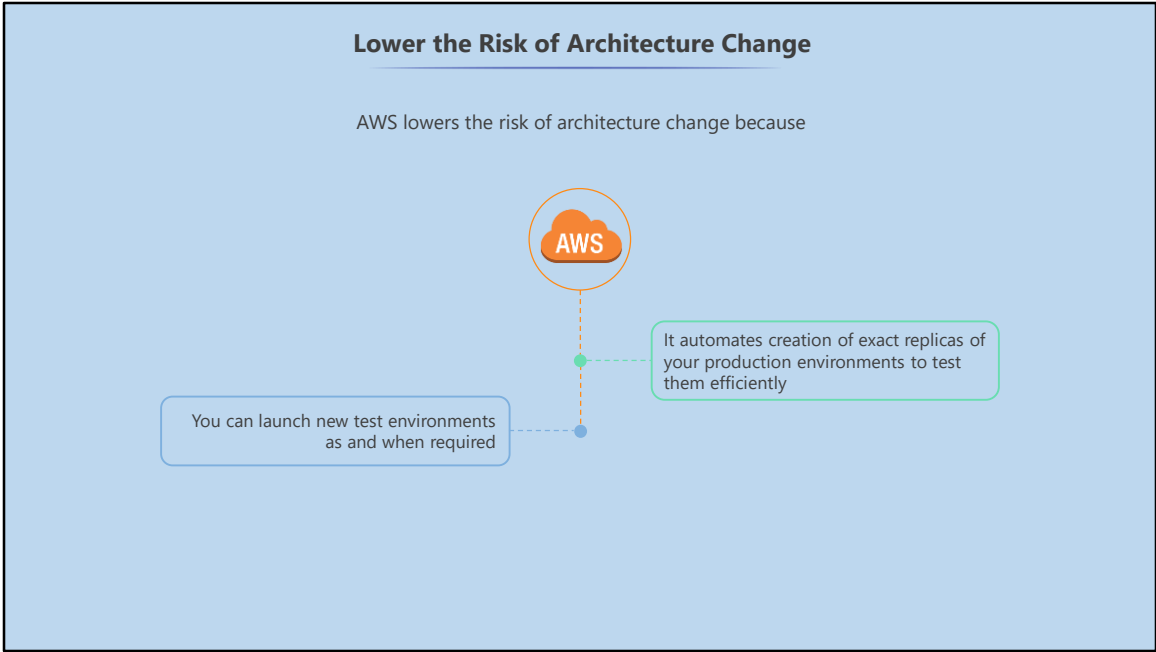 Lower the Risk of Architecture Change
AWS lowers the risk of architecture change because
AWS
It automates creation of exact replicas of
your production environments to test
them efficiently
You can launch new test environments
as and when required